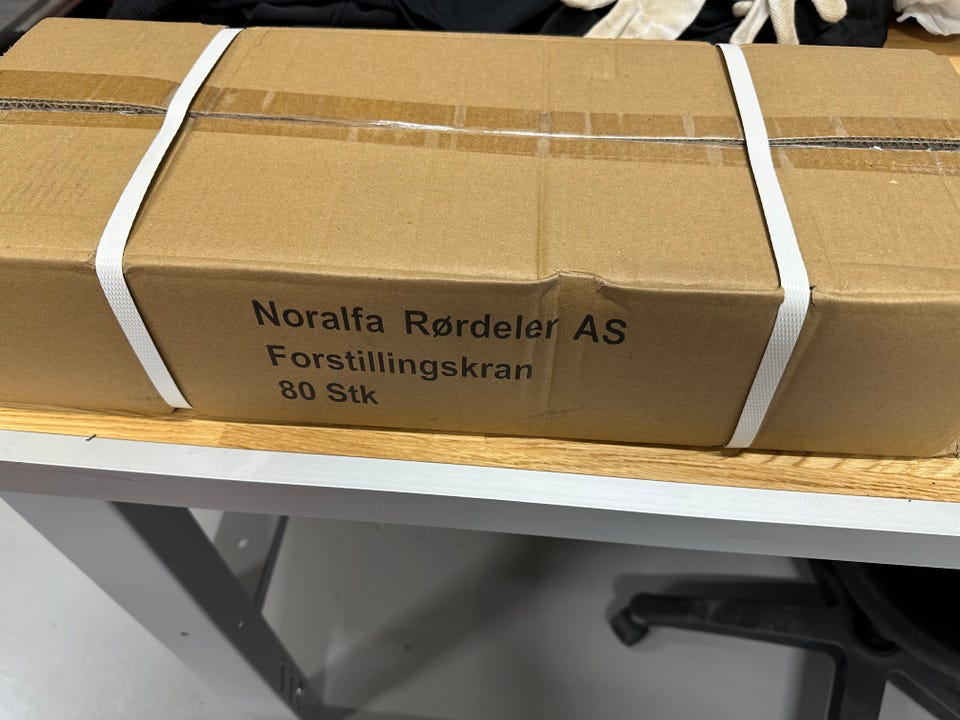 Noralfa Rørdeler AS
Forstillingskran
80 Stk